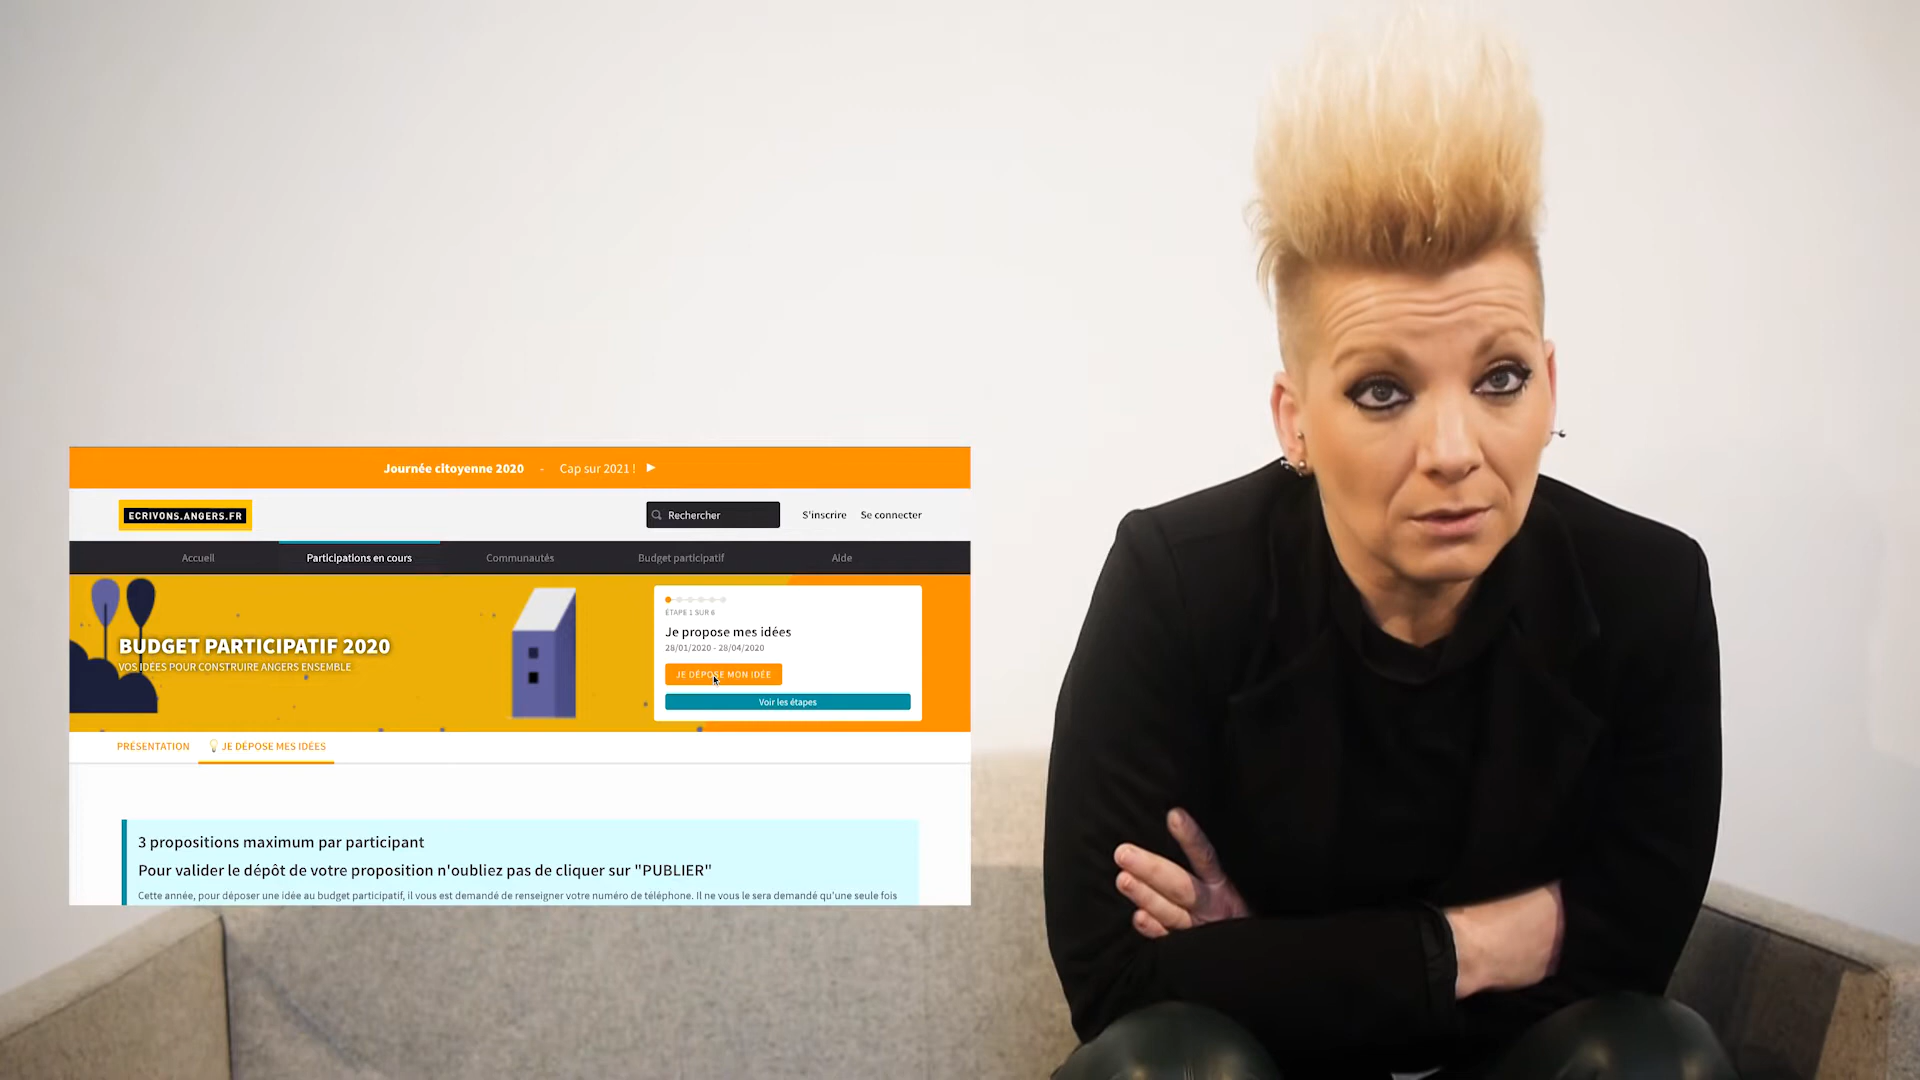 Journée citoyenne 2020 - Cap sur 2021 !
ECRIVONS.ANGERS.FR
Rechercher
S'inscrire
Se connecter
Accueil
Participations en cours
Communautés
Budget participatif
Aide
BUDGET PARTICIPATIF 2020
VOS IDÉES POUR CONSTRUIRE ANGERS ENSEMBLE
ÉTAPE 1 SUR 6
Je propose mes idées
28/01/2020 - 28/04/2020
JE DÉPOSE MON IDÉE
Voir les étapes
PRÉSENTATION
JE DÉPOSE MES IDÉES
3 propositions maximum par participant
Pour valider le dépôt de votre proposition n'oubliez pas de cliquer sur "PUBLIER"
Cette année, pour déposer une idée au budget participatif, il vous est demandé de renseigner votre numéro de téléphone. Il ne vous le sera demandé qu'une seule fois